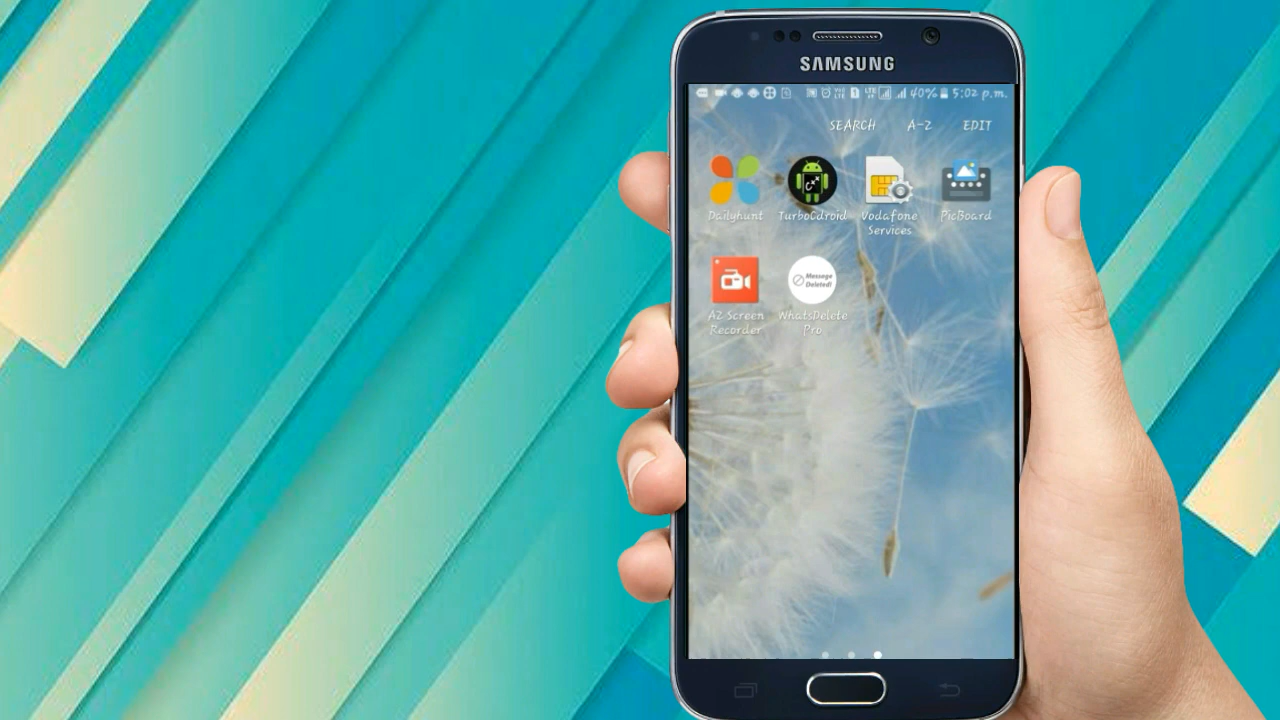 SAMSUNG
40% 5:02 p.m.
SEARCH A-Z EDIT
Dailyhunt TurboCdroid Vodafone Services PicBoard
Message Deleted!
AZ Screen Recorder WhatsDelete Pro